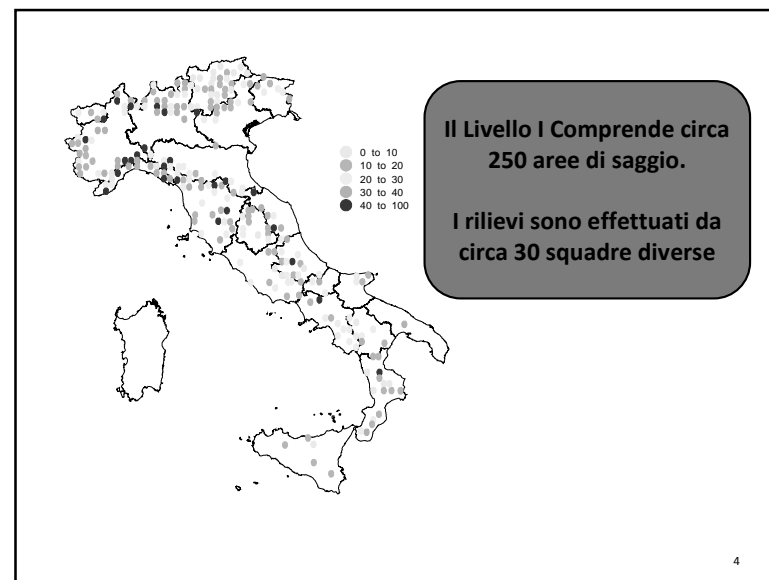 0 to 10
10 to 20
20 to 30
30 to 40
40 to 100
Il Livello I Comprende circa
250 aree di saggio.
I rilievi sono effettuati da
circa 30 squadre diverse
4